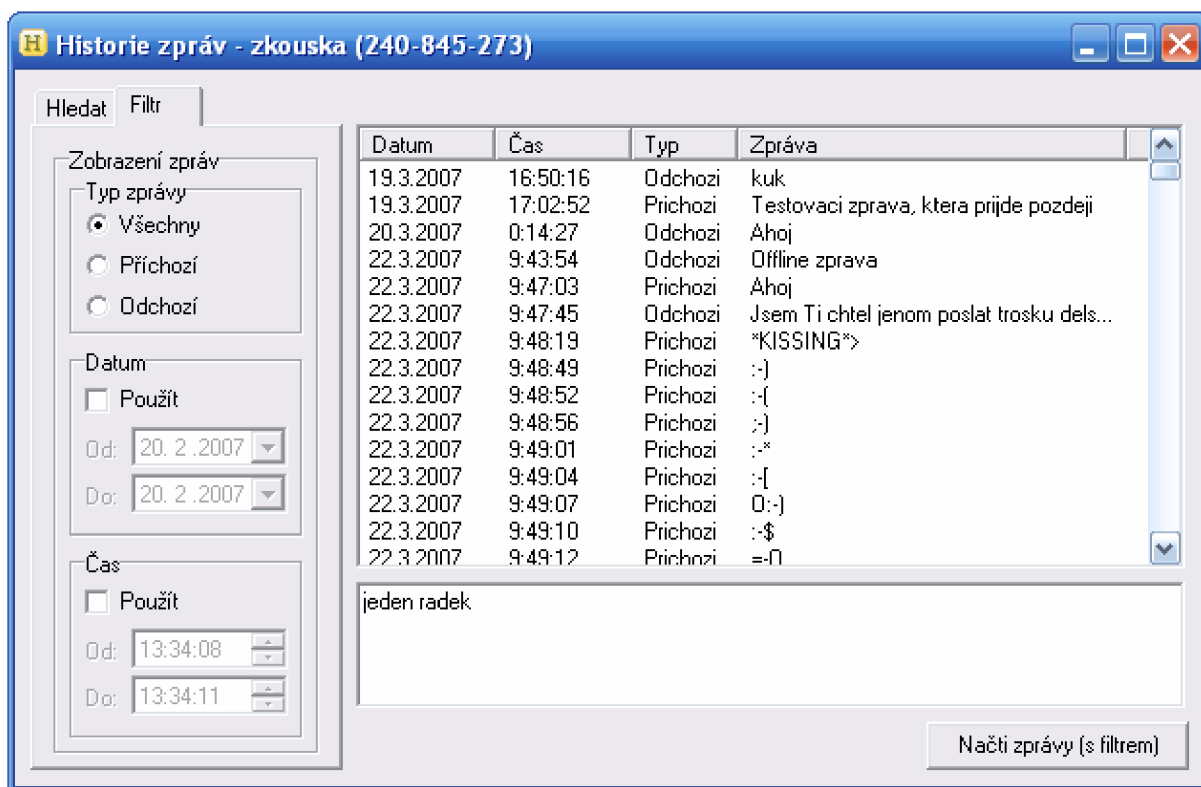 H Historie zpráv - zkouska (240-845-273)
Hledat Filtr
Zobrazení zpráv
Typ zprávy
Všechny
Příchozí
Odchozí
Datum
Použít
Od: 20. 2 .2007
Do: 20. 2 .2007
Čas
Použít
Od: 13:34:08
Do: 13:34:11
Datum Čas Typ Zpráva
19.3.2007 16:50:16 Odchozi kuk
19.3.2007 17:02:52 Prichozi Testovaci zprava, ktera prijde pozdeji
20.3.2007 0:14:27 Odchozi Ahoj
22.3.2007 9:43:54 Odchozi Offline zprava
22.3.2007 9:47:03 Prichozi Ahoj
22.3.2007 9:47:45 Odchozi Jsem Ti chtel jenom poslat trosku dels...
22.3.2007 9:48:19 Prichozi *KISSING*>
22.3.2007 9:48:49 Prichozi :-)
22.3.2007 9:48:52 Prichozi :-(
22.3.2007 9:48:56 Prichozi ;-)
22.3.2007 9:49:01 Prichozi :-*
22.3.2007 9:49:04 Prichozi :-[
22.3.2007 9:49:07 Prichozi O:-)
22.3.2007 9:49:10 Prichozi :-$
22.3.2007 9:49:12 Prichozi =-O
jeden radek
Načti zprávy (s filtrem)